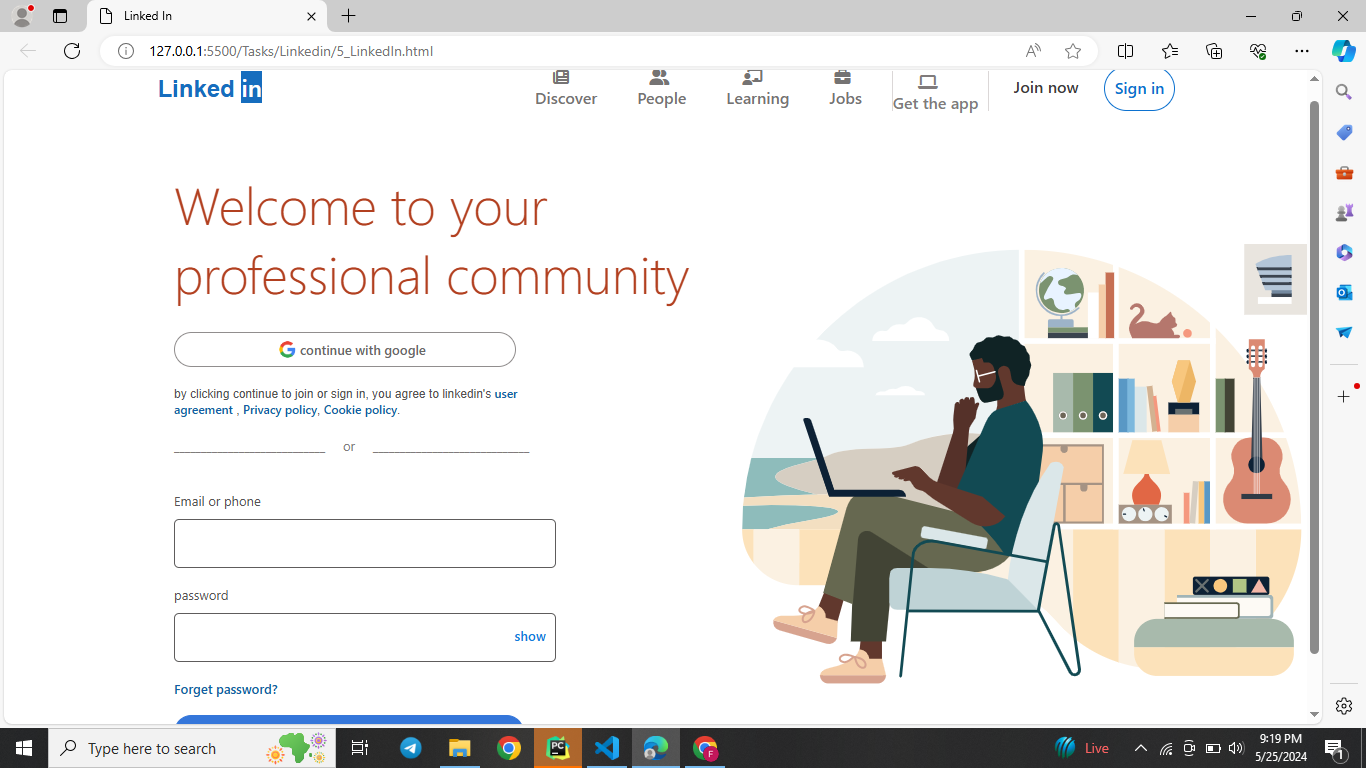 Linked In
127.0.0.1:5500/Tasks/Linkedin/5_LinkedIn.html
Linked in
Discover
People
Learning
Jobs
Get the app
Join now
Sign in
Welcome to your
professional community
continue with google
by clicking continue to join or sign in, you agree to linkedin's user
agreement , Privacy policy, Cookie policy.
or
Email or phone
password
show
Forget password?
Type here to search
PC
F
Live
9:19 PM
5/25/2024
1